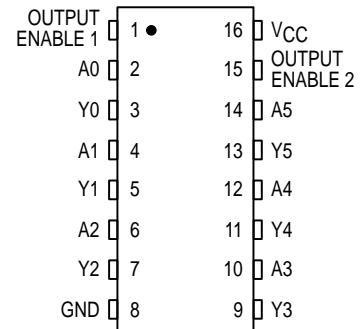 OUTPUT
ENABLE 1 1 16 VCC
A0 2 15 OUTPUT
ENABLE 2
Y0 3 14 A5
A1 4 13 Y5
Y1 5 12 A4
A2 6 11 Y4
Y2 7 10 A3
GND 8 9 Y3